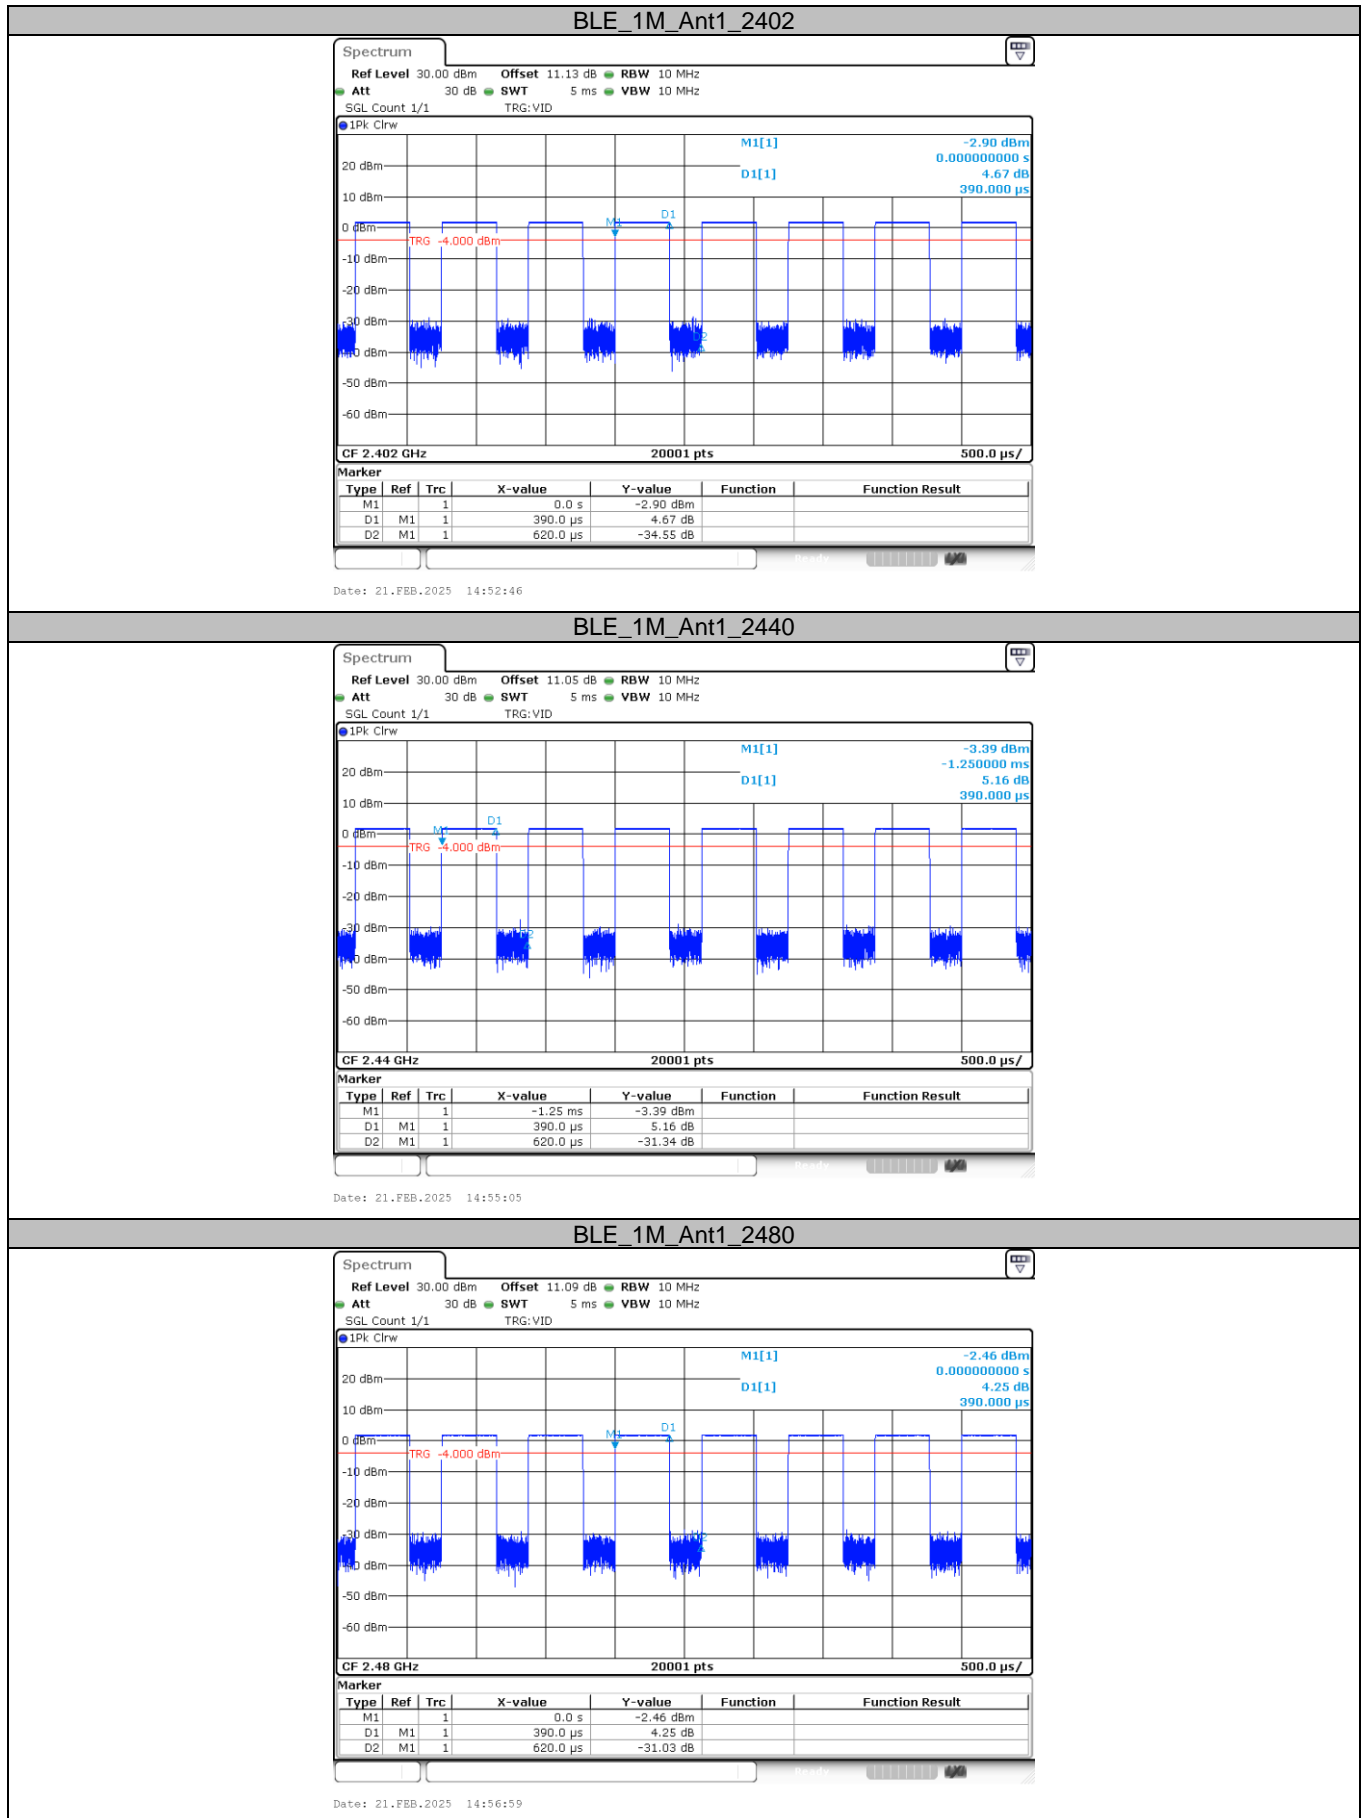 BLE_1M_Ant1_2402
Spectrum
Ref Level 30.00 dBm Offset 11.13 dB RBW 10 MHz
Att 30 dB SWT 5 ms VBW 10 MHz
SGL Count 1/1 TRG:VID
1Pk Clrw
M1[1] -2.90 dBm
0.000000000 s
D1[1] 4.67 dB
390.000 µs
20 dBm
10 dBm
0 dBm
M1 D1
TRG -4.000 dBm
-10 dBm
-20 dBm
-30 dBm
D2
-50 dBm
-60 dBm
CF 2.402 GHz 20001 pts 500.0 µs/
Marker
Type Ref Trc X-value Y-value Function Function Result
M1 1 0.0 s -2.90 dBm
D1 M1 1 390.0 µs 4.67 dB
D2 M1 1 620.0 µs -34.55 dB
Ready
Date: 21.FEB.2025 14:52:46
BLE_1M_Ant1_2440
Spectrum
Ref Level 30.00 dBm Offset 11.05 dB RBW 10 MHz
Att 30 dB SWT 5 ms VBW 10 MHz
SGL Count 1/1 TRG:VID
1Pk Clrw
M1[1] -3.39 dBm
-1.250000 ms
D1[1] 5.16 dB
390.000 µs
20 dBm
10 dBm
0 dBm
M1 D1
TRG -4.000 dBm
-10 dBm
-20 dBm
-30 dBm
-50 dBm
-60 dBm
CF 2.44 GHz 20001 pts 500.0 µs/
Marker
Type Ref Trc X-value Y-value Function Function Result
M1 1 -1.25 ms -3.39 dBm
D1 M1 1 390.0 µs 5.16 dB
D2 M1 1 620.0 µs -31.34 dB
Ready
Date: 21.FEB.2025 14:55:05
BLE_1M_Ant1_2480
Spectrum
Ref Level 30.00 dBm Offset 11.09 dB RBW 10 MHz
Att 30 dB SWT 5 ms VBW 10 MHz
SGL Count 1/1 TRG:VID
1Pk Clrw
M1[1] -2.46 dBm
0.000000000 s
D1[1] 4.25 dB
390.000 µs
20 dBm
10 dBm
0 dBm
M1 D1
TRG -4.000 dBm
-10 dBm
-20 dBm
-30 dBm
-50 dBm
-60 dBm
CF 2.48 GHz 20001 pts 500.0 µs/
Marker
Type Ref Trc X-value Y-value Function Function Result
M1 1 0.0 s -2.46 dBm
D1 M1 1 390.0 µs 4.25 dB
D2 M1 1 620.0 µs -31.03 dB
Ready
Date: 21.FEB.2025 14:56:59